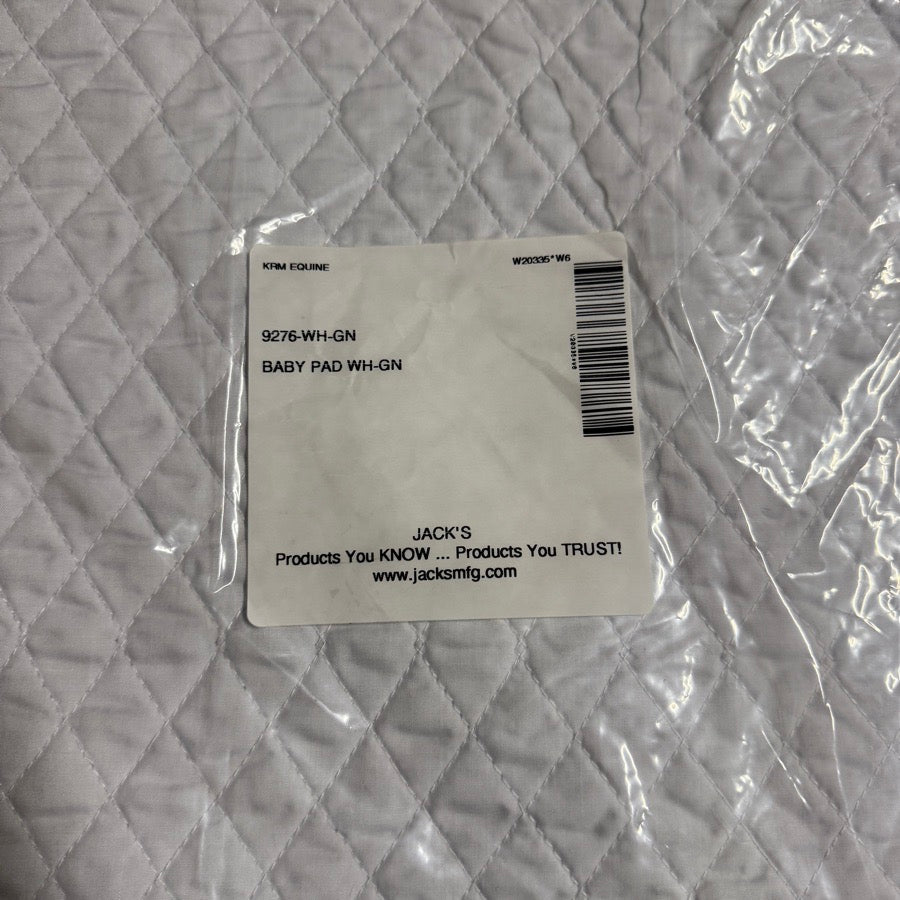 KRM EQUINE
W20335*W6
9276-WH-GN
BABY PAD WH-GN
JACK'S
Products You KNOW ... Products You TRUST!
www.jacksmfg.com